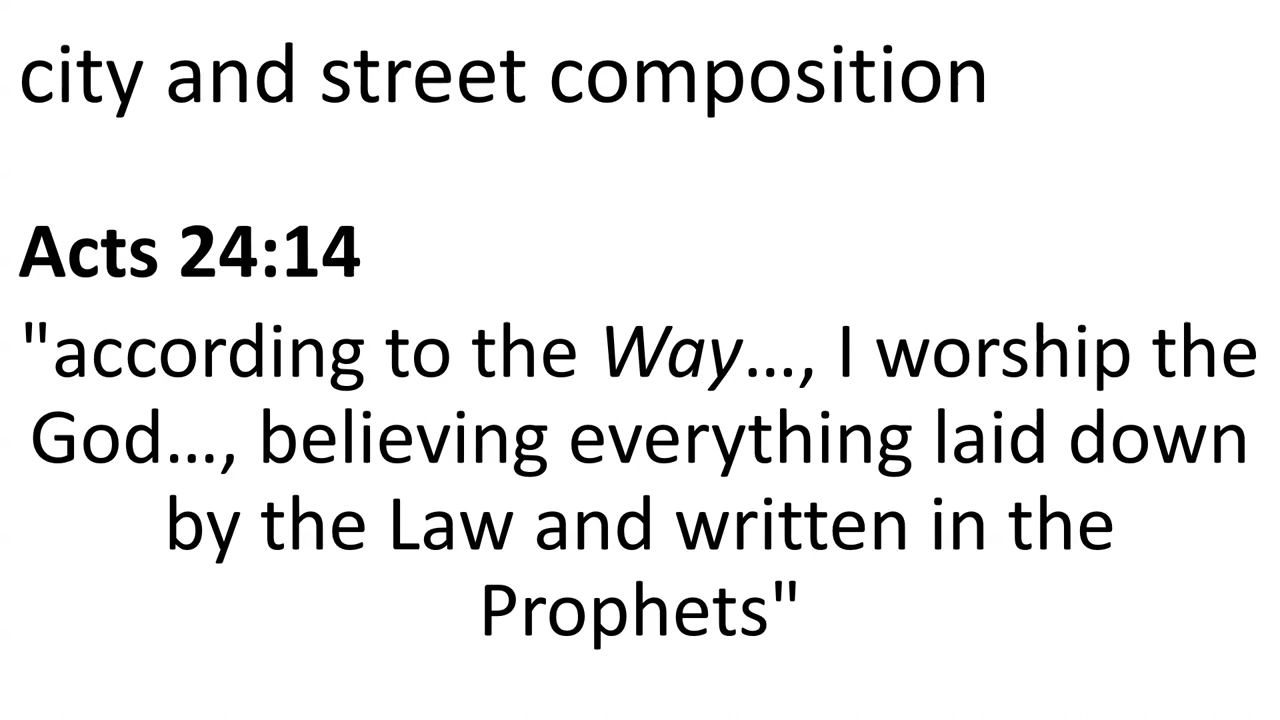 city and street composition
Acts 24:14
"according to the Way…, I worship the
God…, believing everything laid down
by the Law and written in the
Prophets"